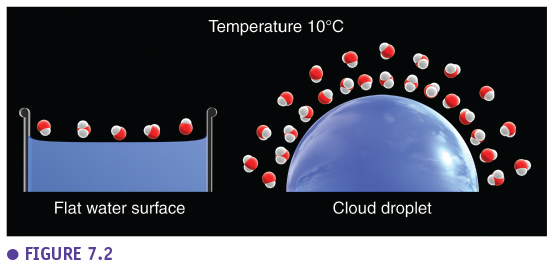 Temperature 10°C
Flat water surface
Cloud droplet
● FIGURE 7.2